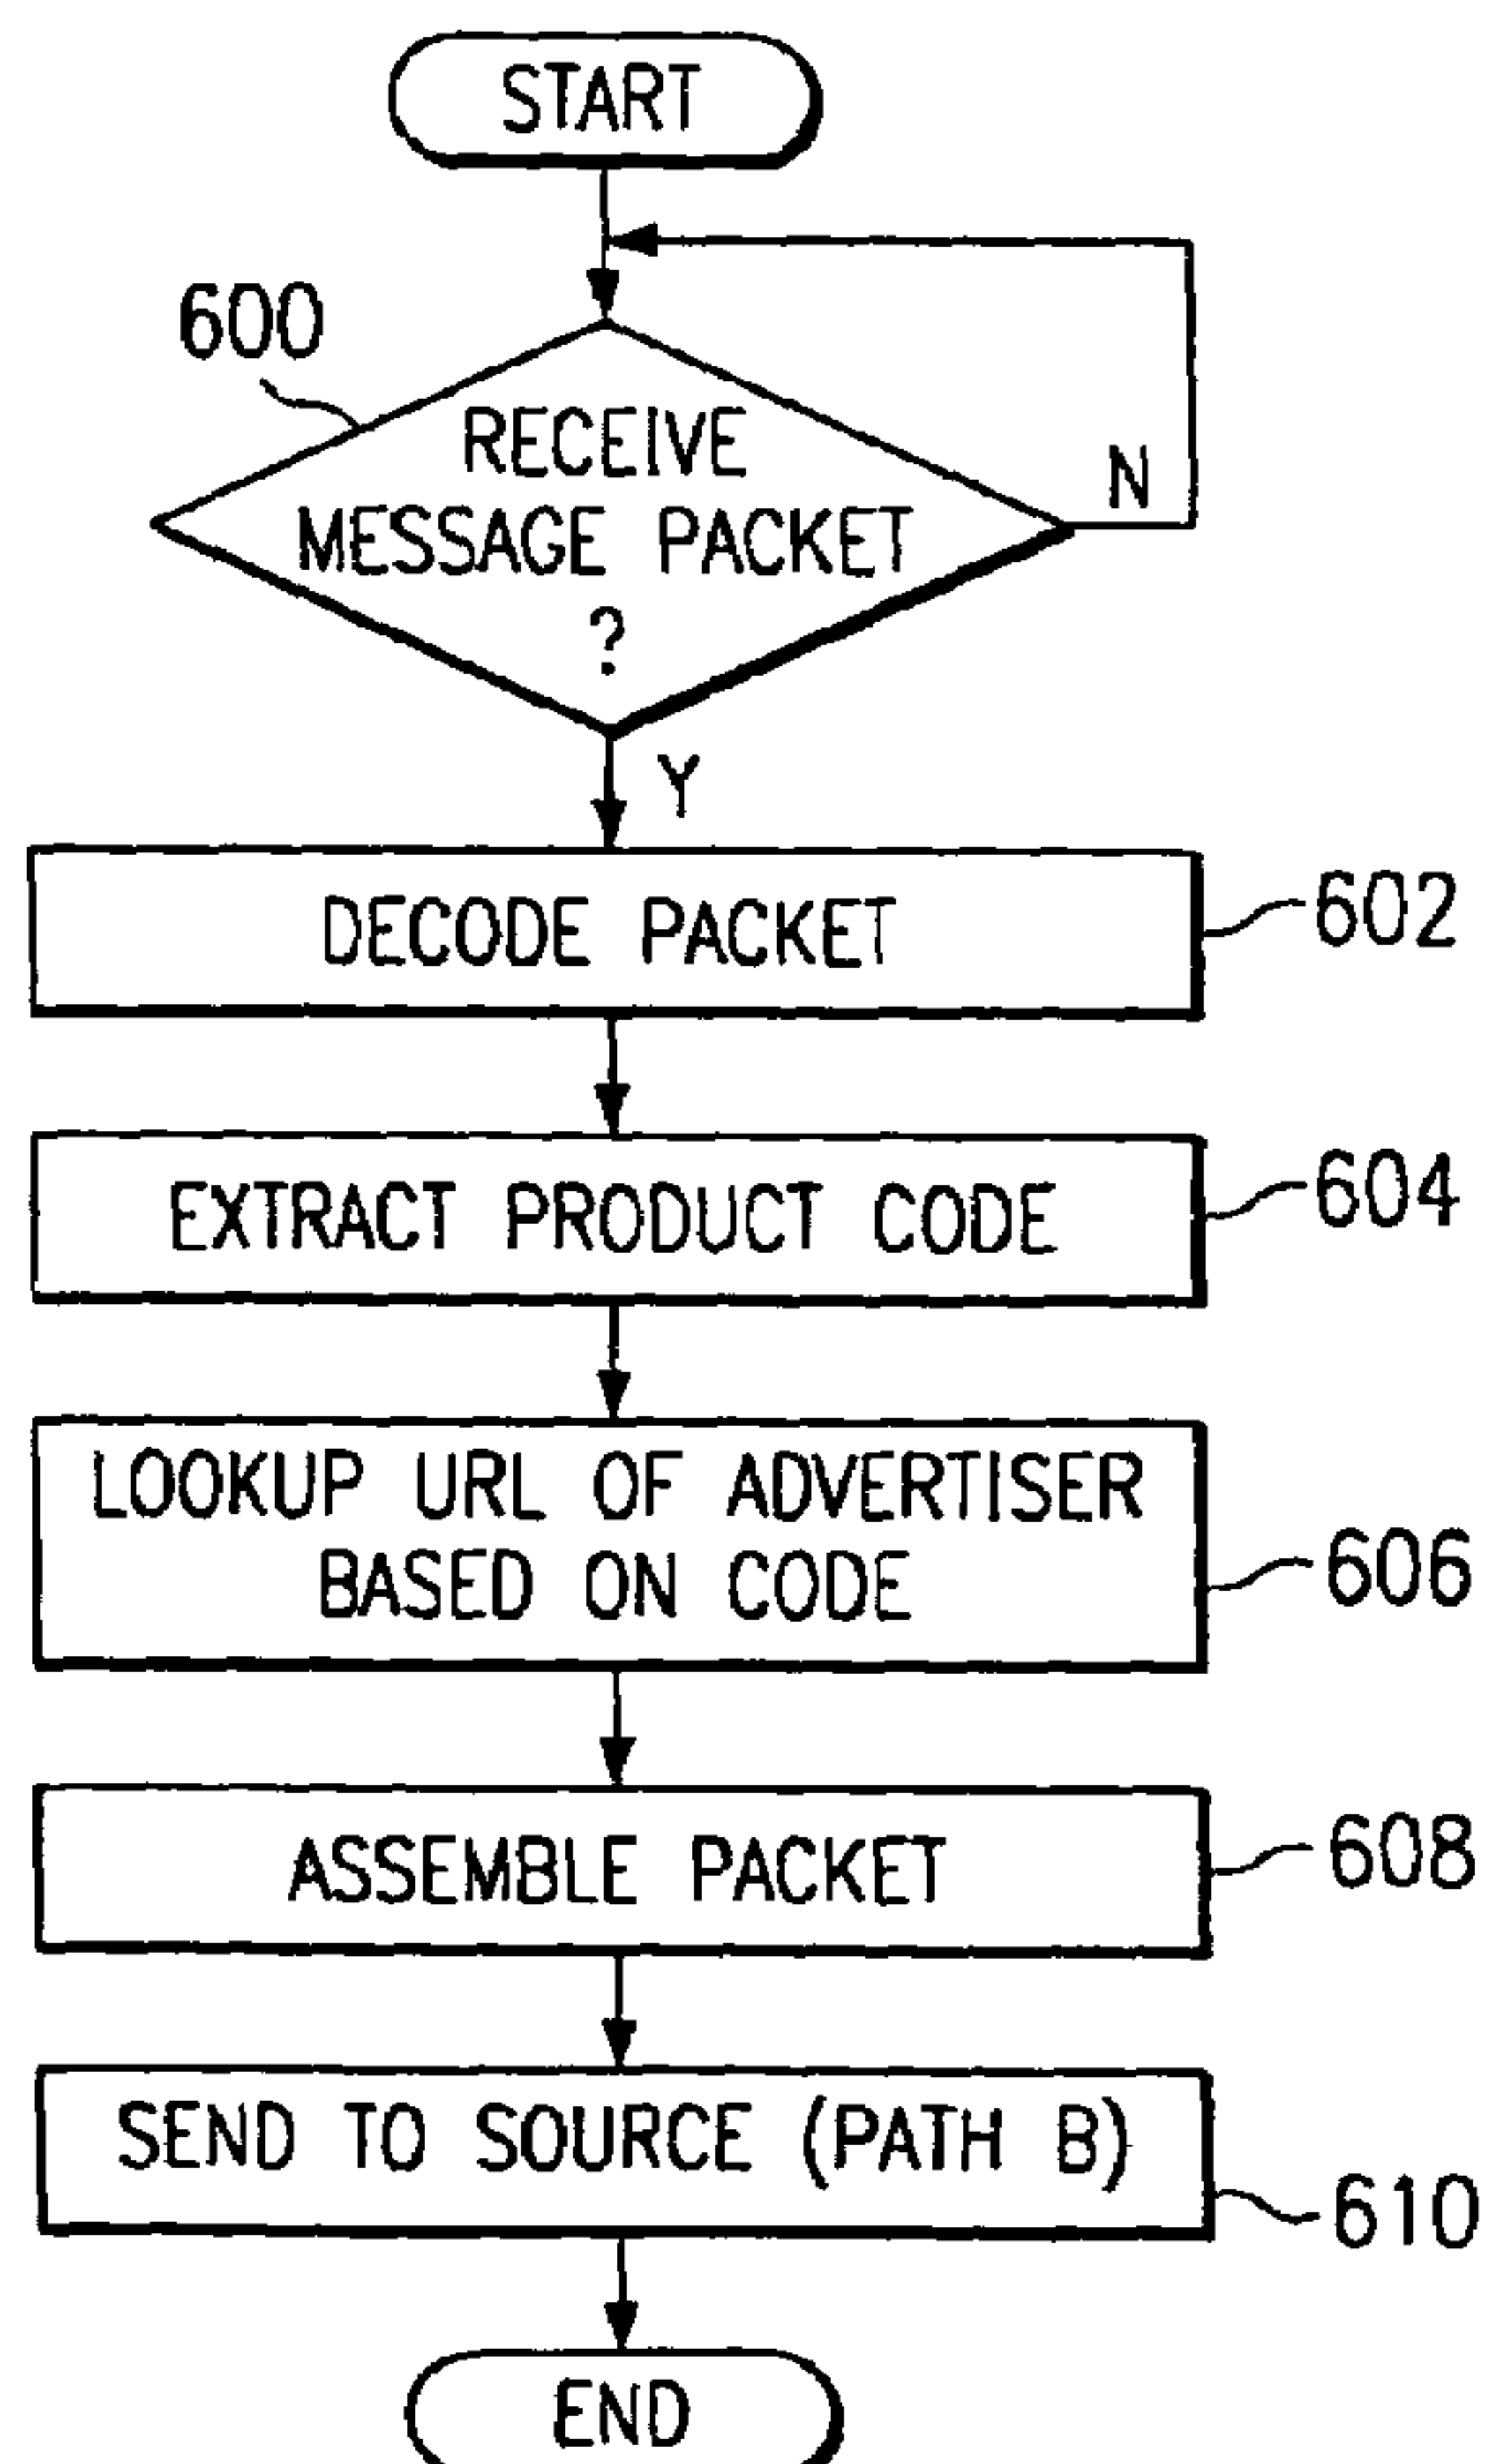 START
600
RECEIVE
MESSAGE PACKET
?
N
Y
DECODE PACKET
602
EXTRACT PRODUCT CODE
604
LOOKUP URL OF ADVERTISER
BASED ON CODE
606
ASSEMBLE PACKET
608
SEND TO SOURCE (PATH B)
610
END